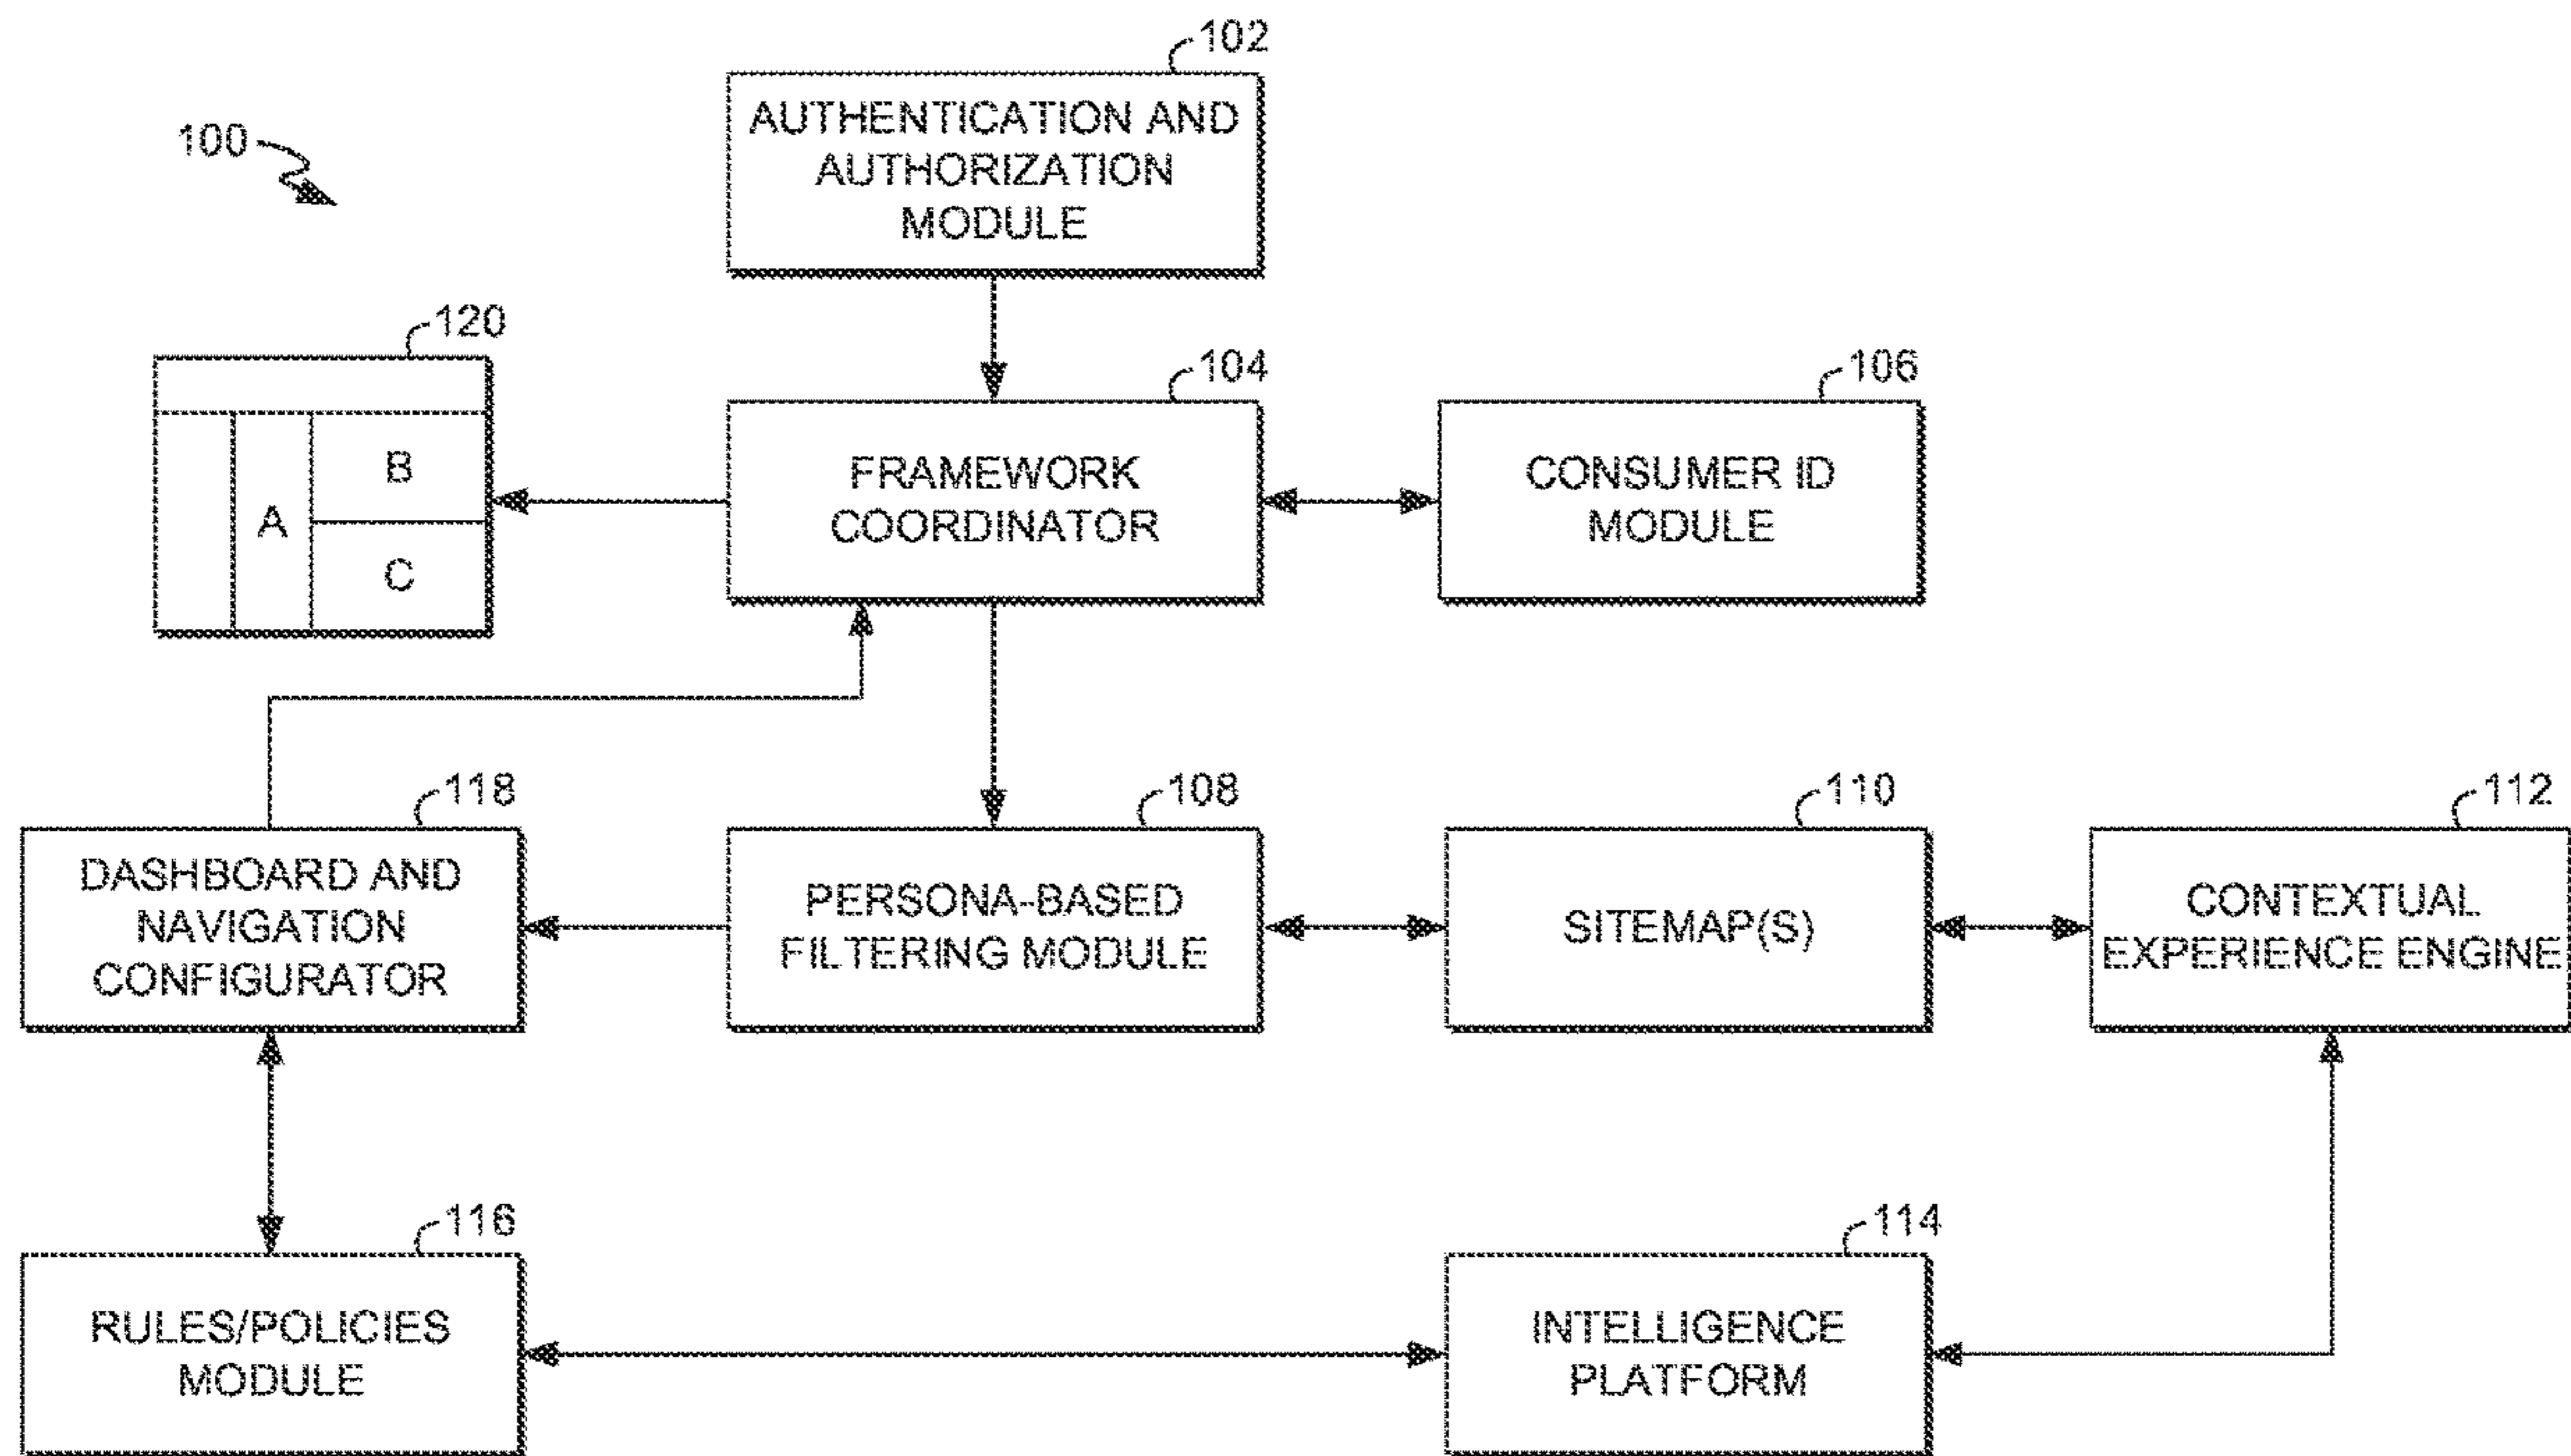 102
AUTHENTICATION AND
AUTHORIZATION
MODULE
100
120
A
B
C
104
FRAMEWORK
COORDINATOR
106
CONSUMER ID
MODULE
118
DASHBOARD AND
NAVIGATION
CONFIGURATOR
108
PERSONA-BASED
FILTERING MODULE
110
SITEMAP(S)
112
CONTEXTUAL
EXPERIENCE ENGINE
116
RULES/POLICIES
MODULE
114
INTELLIGENCE
PLATFORM